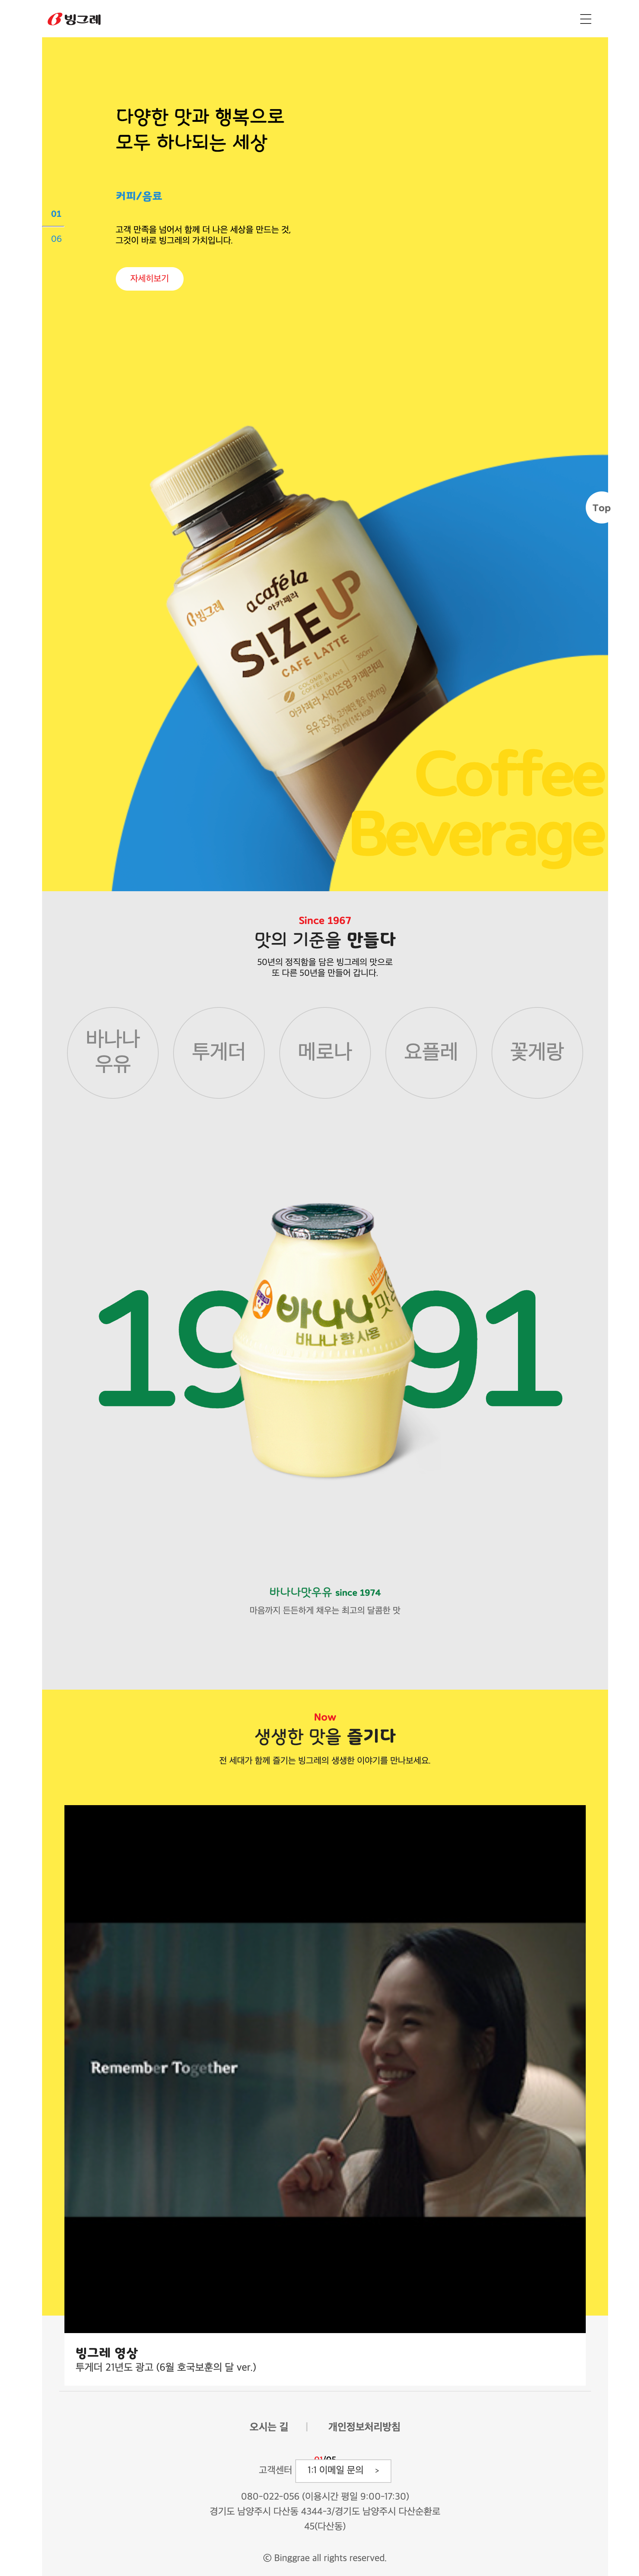 빙그레
다양한 맛과 행복으로
모두 하나되는 세상
커피/음료
01
06
고객 만족을 넘어서 함께 더 나은 세상을 만드는 것,
그것이 바로 빙그레의 가치입니다.
자세히보기
Top
빙그레
a caféla
아카페라
SIZE UP
CAFE LATTE
COLOMBIA
COFFEE BEANS
350ml
아카페라 사이즈업 카페라떼
Coffee
Beverage
Since 1967
맛의 기준을 만들다
50년의 정직함을 담은 빙그레의 맛으로
또 다른 50년을 만들어 갑니다.
바나나
우유
투게더
메로나
요플레
꽃게랑
1991
바나나맛
바나나 향 사용
바나나맛우유 since 1974
마음까지 든든하게 채우는 최고의 달콤한 맛
Now
생생한 맛을 즐기다
전 세대가 함께 즐기는 빙그레의 생생한 이야기를 만나보세요.
Remember Together
빙그레 영상
투게더 21년도 광고 (6월 호국보훈의 달 ver.)
오시는 길 | 개인정보처리방침
01/05
고객센터 1:1 이메일 문의 >
080-022-056 (이용시간 평일 9:00-17:30)
경기도 남양주시 다산동 4344-3/경기도 남양주시 다산순환로
45(다산동)
ⓒ Binggrae all rights reserved.